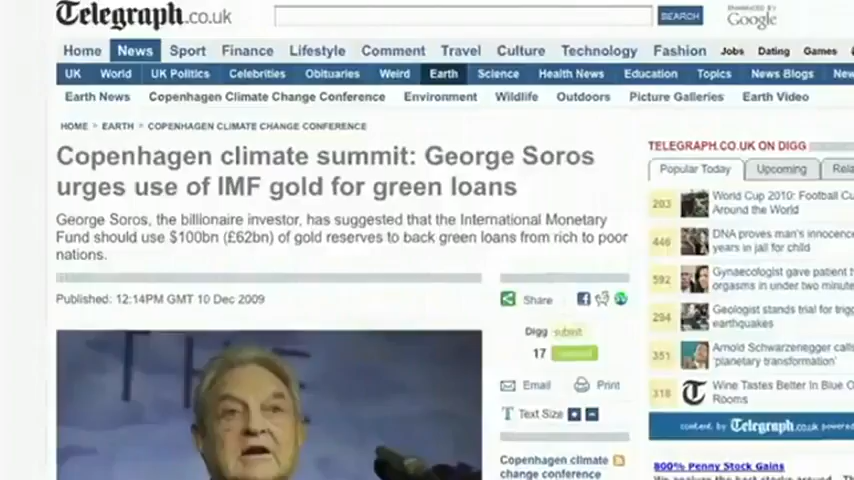 Telegraph.co.uk
SEARCH
ENHANCED BY
Google
Home News Sport Finance Lifestyle Comment Travel Culture Technology Fashion Jobs Dating Games
UK World UK Politics Celebrities Obituaries Weird Earth Science Health News Education Topics News Blogs
Earth News Copenhagen Climate Change Conference Environment Wildlife Outdoors Picture Galleries Earth Video
HOME > EARTH > COPENHAGEN CLIMATE CHANGE CONFERENCE
Copenhagen climate summit: George Soros
urges use of IMF gold for green loans
George Soros, the billionaire investor, has suggested that the International Monetary
Fund should use $100bn (£62bn) of gold reserves to back green loans from rich to poor
nations.
Published: 12:14PM GMT 10 Dec 2009
Share
Digg submit
17
Email Print
Text Size + -
Copenhagen climate
change conference
TELEGRAPH.CO.UK ON DIGG
Popular Today Upcoming
203 World Cup 2010: Football
Around the World
446 DNA proves man's
years in jail for child
592 Gynaecologist gave patient
orgasms in under two
294 Geologist stands trial for
earthquakes
351 Arnold Schwarzenegger calls
'planetary transformation'
318 Wine Tastes Better In Blue
Rooms
content by Telegraph.co.uk
800% Penny Stock Gains